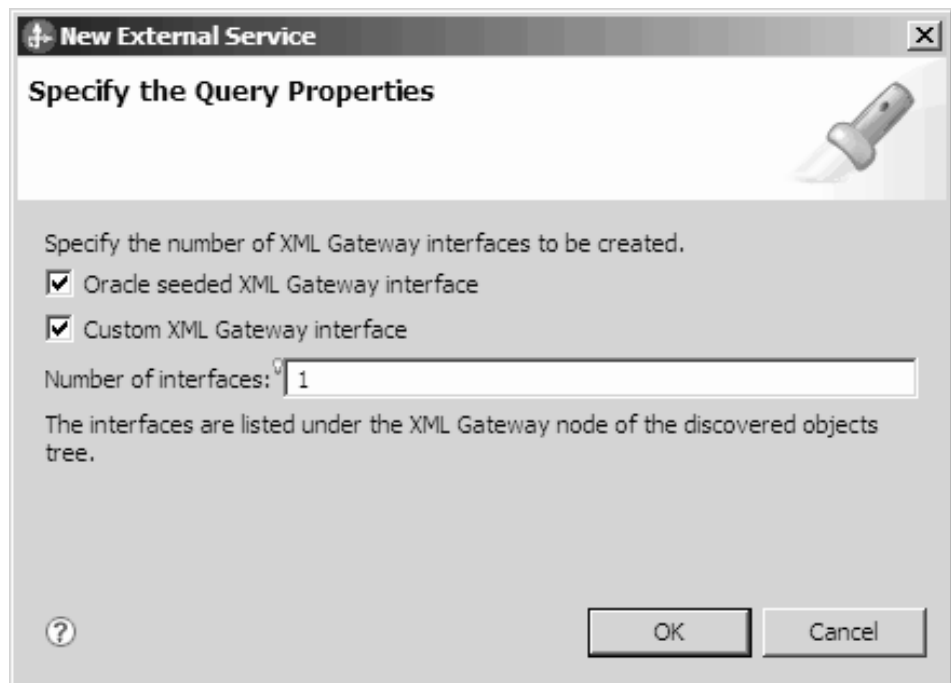 New External Service
Specify the Query Properties
Specify the number of XML Gateway interfaces to be created.
Oracle seeded XML Gateway interface
Custom XML Gateway interface
Number of interfaces: 1
The interfaces are listed under the XML Gateway node of the discovered objects
tree.
?
OK Cancel